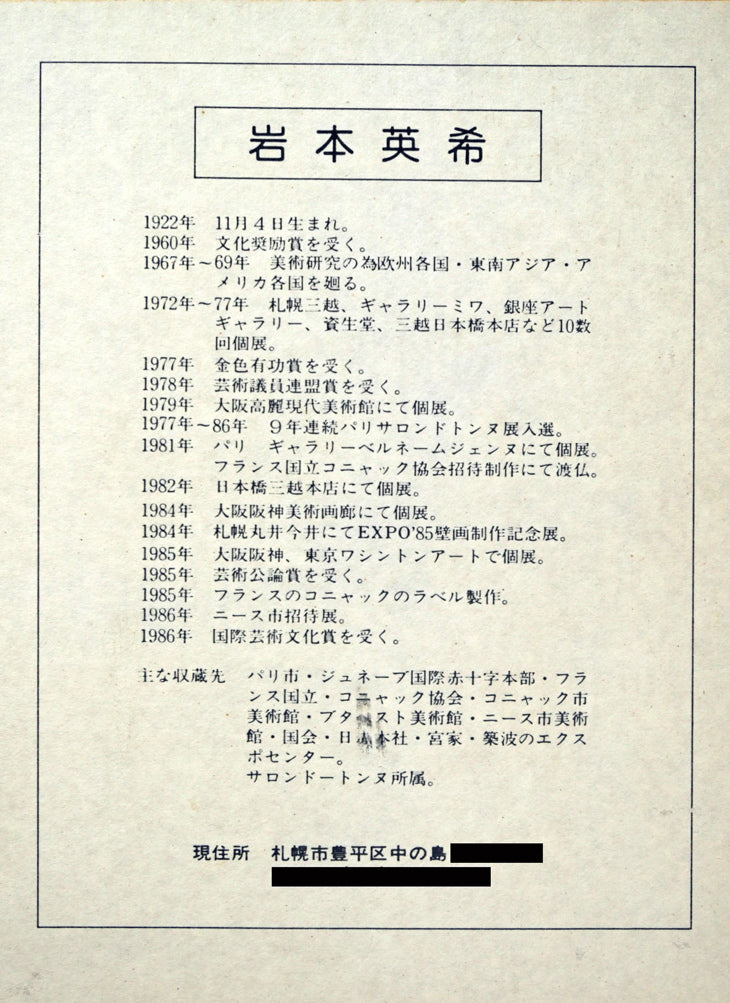 岩本英希
1922年 11月4日生まれ。
1960年 文化奨励賞を受く。
1967年～69年 美術研究の為欧州各国・東南アジア・ア
メリカ各国を廻る。
1972年～77年 札幌三越、ギャラリーミワ、銀座アート
ギャラリー、資生堂、三越日本橋本店など10数
回個展。
1977年 金色有功賞を受く。
1978年 芸術議員連盟賞を受く。
1979年 大阪高麗現代美術館にて個展。
1977年～86年 9年連続パリサロンドトンヌ展入選。
1981年 パリ ギャラリーベルネームジェンヌにて個展。
フランス国立コニャック協会招待制作にて渡仏。
1982年 日本橋三越本店にて個展。
1984年 大阪阪神美術画廊にて個展。
1984年 札幌丸井今井にてEXPO'85壁画制作記念展。
1985年 大阪阪神、東京ワシントンアートで個展。
1985年 芸術公論賞を受く。
1985年 フランスのコニャックのラベル製作。
1986年 ニース市招待展。
1986年 国際芸術文化賞を受く。
主な収蔵先 パリ市・ジュネーブ国際赤十字本部・フラ
ンス国立・コニャック協会・コニャック市
美術館・ブタ スト美術館・ニース市美術
館・国会・日 本社・宮家・築波のエクス
ポセンター。
サロンドートンヌ所属。
現住所 札幌市豊平区中の島